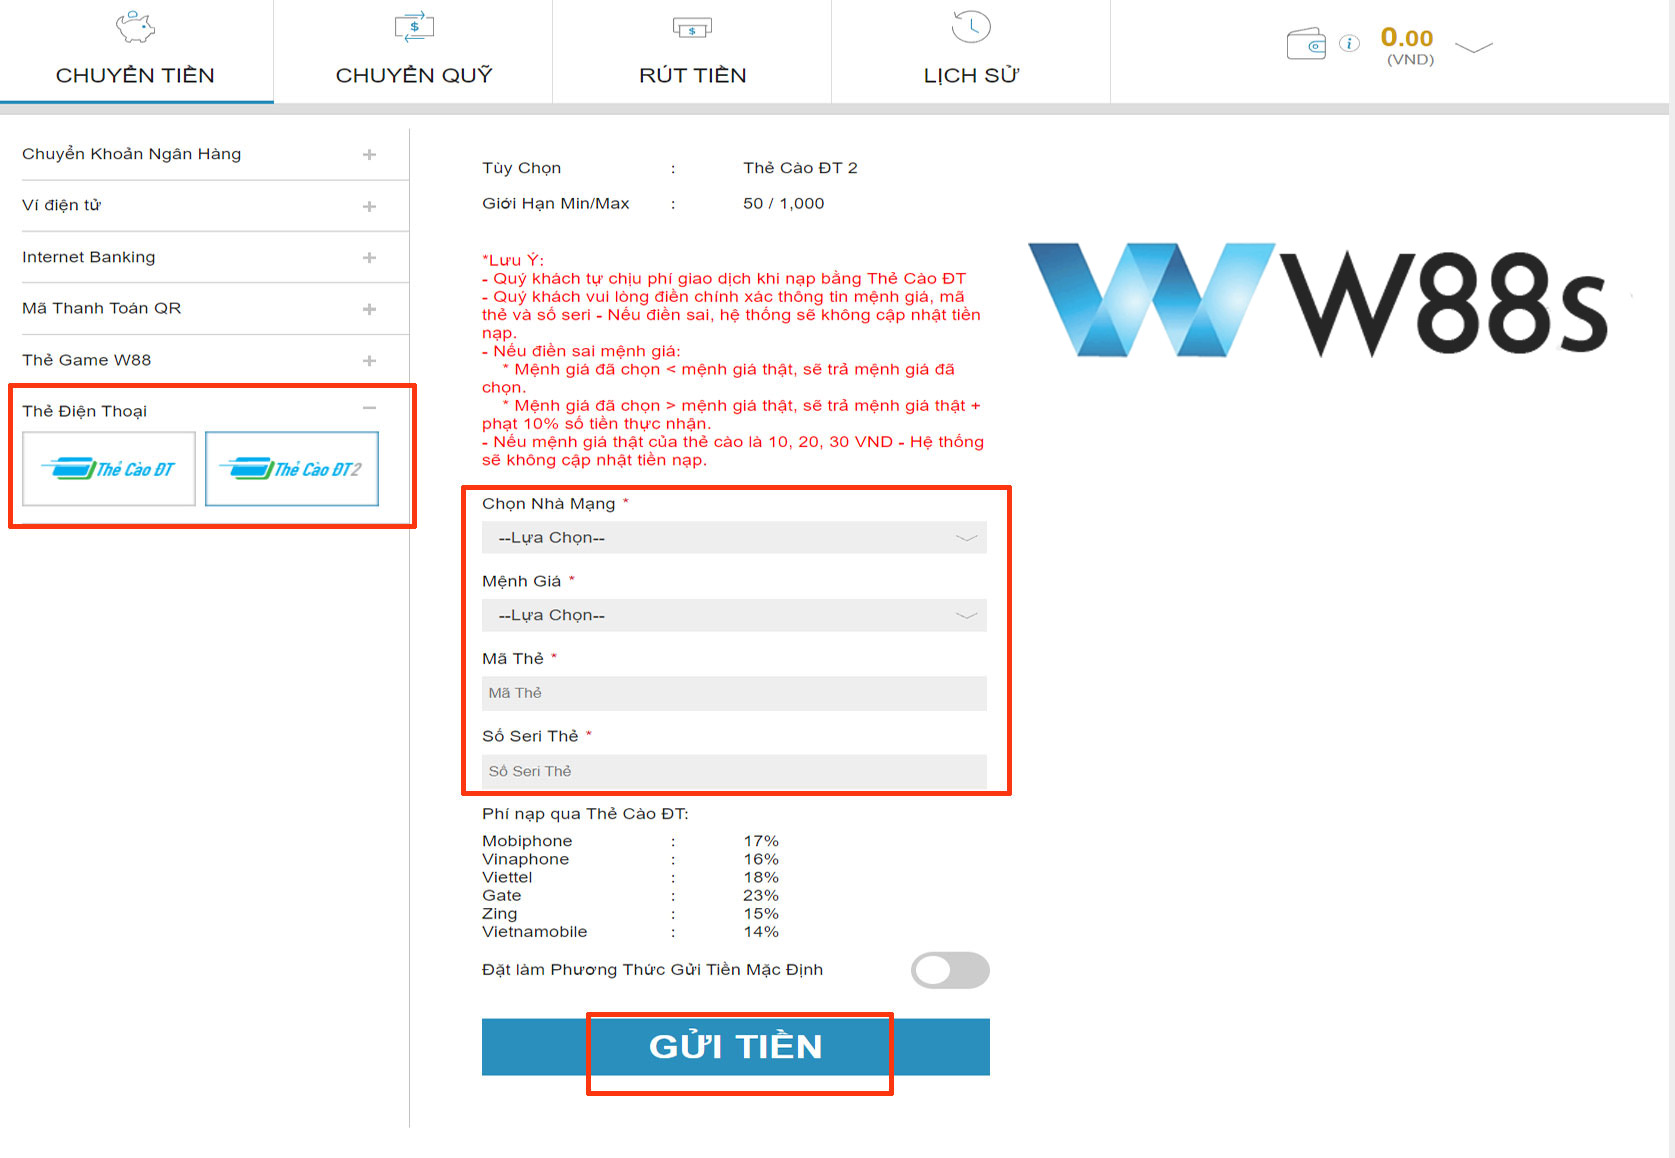 CHUYỂN TIỀN
CHUYỂN QUỸ
RÚT TIỀN
LỊCH SỬ
0.00
(VND)
Chuyển Khoản Ngân Hàng
Ví điện tử
Internet Banking
Mã Thanh Toán QR
Thẻ Game W88
Thẻ Điện Thoại
Thẻ Cào ĐT
Thẻ Cào ĐT2
Tùy Chọn : Thẻ Cào ĐT 2
Giới Hạn Min/Max : 50 / 1,000
*Lưu Ý:
- Quý khách tự chịu phí giao dịch khi nạp bằng Thẻ Cào ĐT
- Quý khách vui lòng điền chính xác thông tin mệnh giá, mã
thẻ và số seri - Nếu điền sai, hệ thống sẽ không cập nhật tiền
nạp.
- Nếu điền sai mệnh giá:
* Mệnh giá đã chọn < mệnh giá thật, sẽ trả mệnh giá đã
chọn.
* Mệnh giá đã chọn > mệnh giá thật, sẽ trả mệnh giá thật +
phạt 10% số tiền thực nhận.
- Nếu mệnh giá thật của thẻ cào là 10, 20, 30 VND - Hệ thống
sẽ không cập nhật tiền nạp.
W88s
Chọn Nhà Mạng *
--Lựa Chọn--
Mệnh Giá *
--Lựa Chọn--
Mã Thẻ *
Mã Thẻ
Số Seri Thẻ *
Số Seri Thẻ
Phí nạp qua Thẻ Cào ĐT:
Mobiphone : 17%
Vinaphone : 16%
Viettel : 18%
Gate : 23%
Zing : 15%
Vietnamobile : 14%
Đặt làm Phương Thức Gửi Tiền Mặc Định
GỬI TIỀN